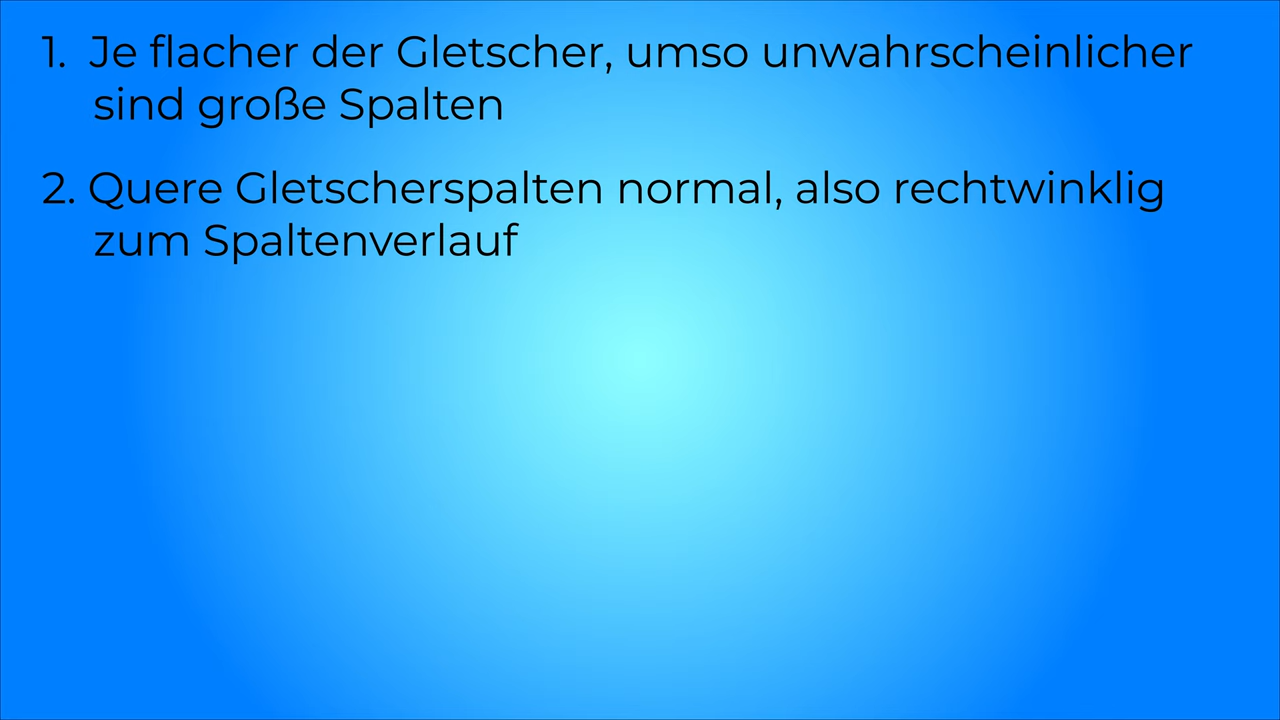 1. Je flacher der Gletscher, umso unwahrscheinlicher
sind große Spalten
2. Quere Gletscherspalten normal, also rechtwinklig
zum Spaltenverlauf